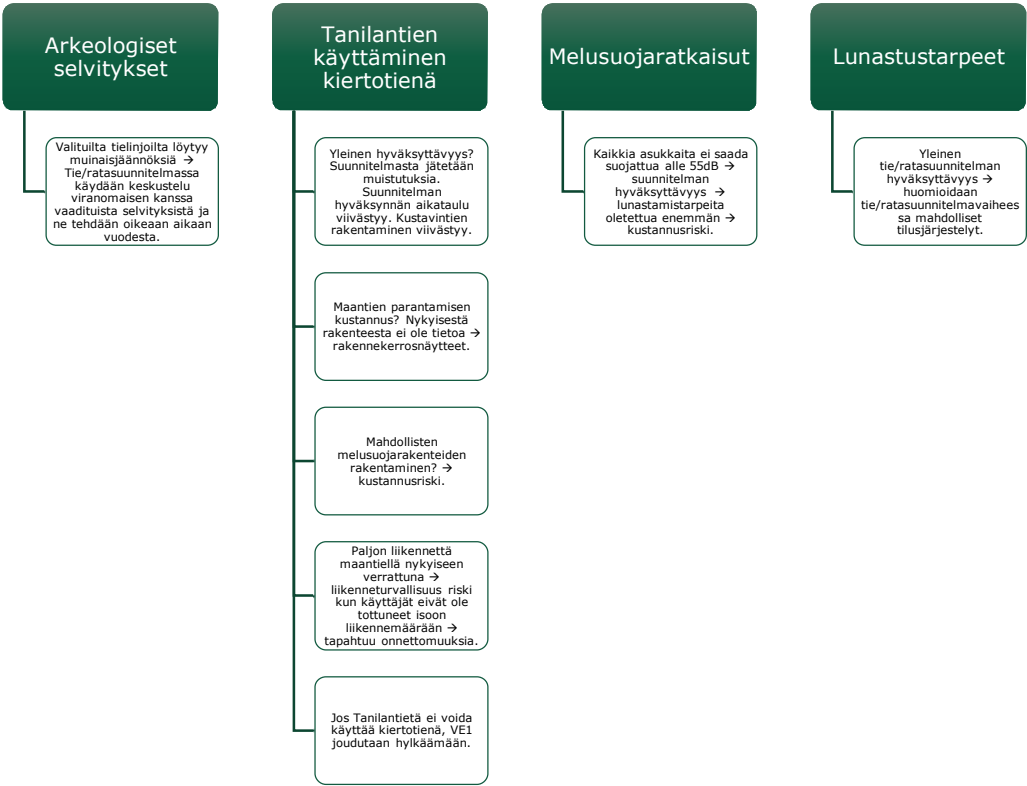 Arkeologiset
selvitykset
Valituilta tielinjoilta löytyy
muinaisjäännöksiä →
Tie/ratasuunnitelmassa
käydään keskustelu
viranomaisen kanssa
vaadituista selvityksistä ja
ne tehdään oikeaan aikaan
vuodesta.
Tanilantien
käyttäminen
kiertotienä
Yleinen hyväksyttävyys?
Suunnitelmasta jätetään
muistutuksia.
Suunnitelman
hyväksynnän aikataulu
viivästyy. Kustavintien
rakentaminen viivästyy.
Maantien parantamisen
kustannus? Nykyisestä
rakenteesta ei ole tietoa →
rakennekerrosnäytteet.
Mahdollisten
melusuojarakenteiden
rakentaminen? →
kustannusriski.
Paljon liikennettä
maantiellä nykyiseen
verrattuna →
liikenneturvallisuus riski
kun käyttäjät eivät ole
tottuneet isoon
liikennemäärään →
tapahtuu onnettomuuksia.
Jos Tanilantietä ei voida
käyttää kiertotienä, VE1
joudutaan hylkäämään.
Melusuojaratkaisut
Kaikkia asukkaita ei saada
suojattua alle 55dB →
suunnitelman
hyväksyttävyys →
lunastamistarpeita
oletettua enemmän →
kustannusriski.
Lunastustarpeet
Yleinen
tie/ratasuunnitelman
hyväksyttävyys →
huomioidaan
tie/ratasuunnitelmavaihees
sa mahdolliset
tilusjärjestelyt.